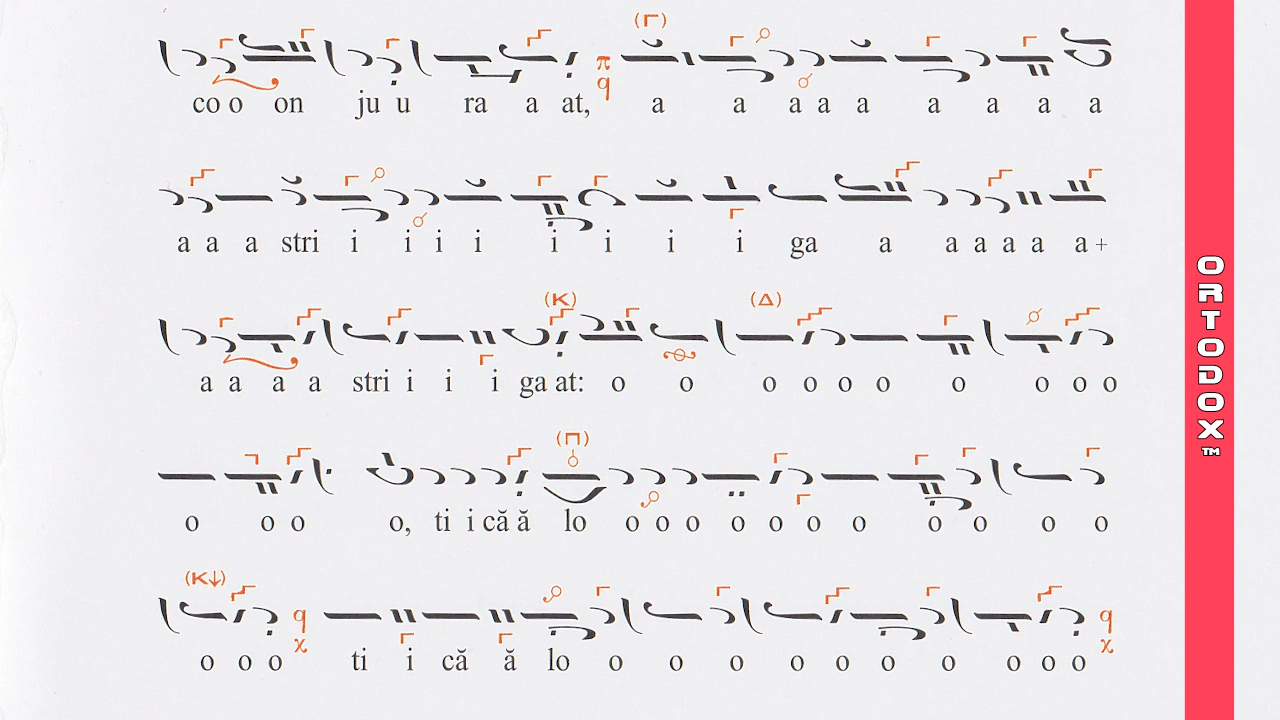 co o on ju u ra a at, a a a a a a a a a
a a a stri i i i i i i i i ga a a a a a a +
a a a a stri i i i ga at: o o o o o o o o o o
o o o o, ti i că ă lo o o o o o o o o o o o
o o o ti i că ă lo o o o o o o o o o o
ORTODOX™